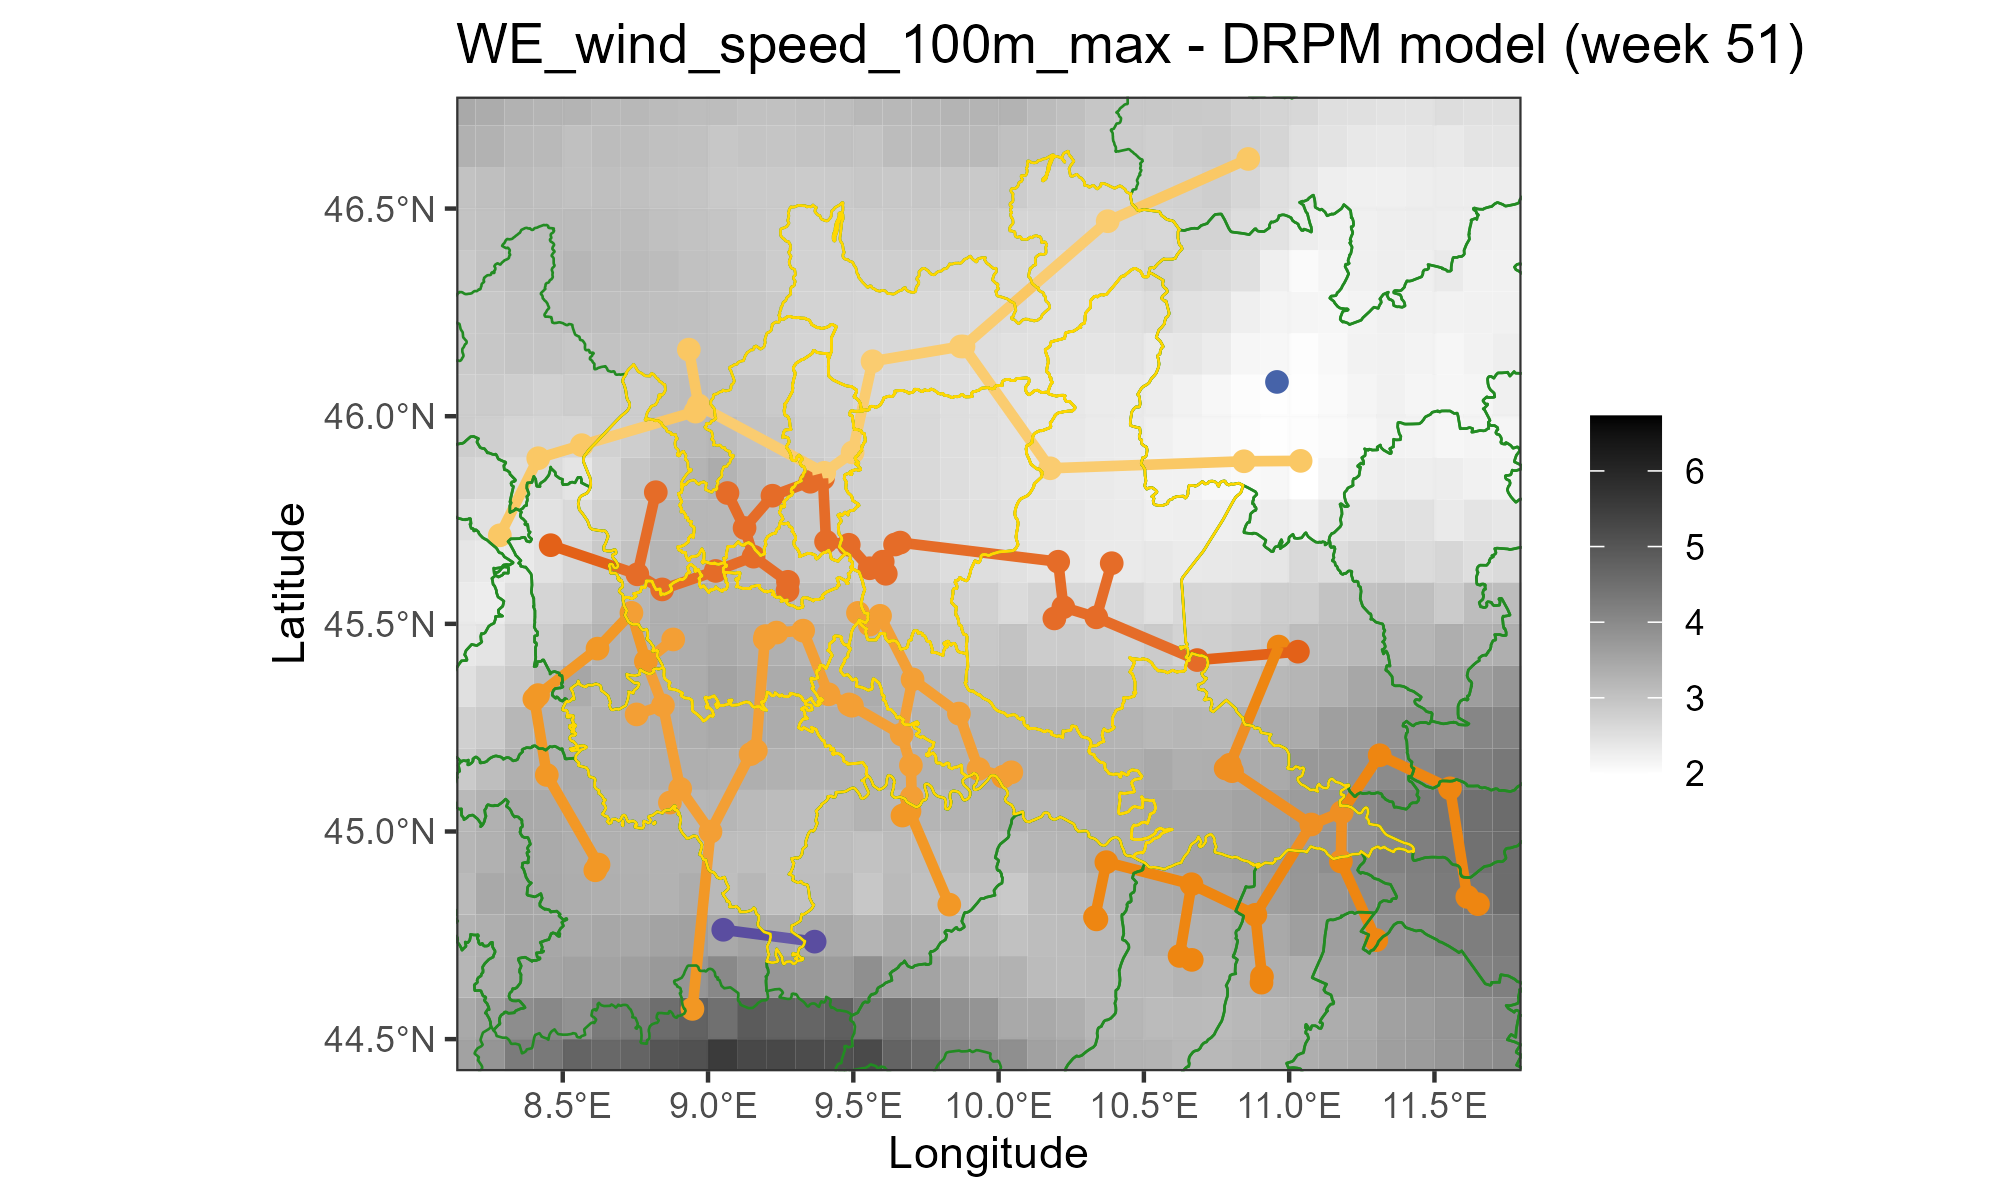 WE_wind_speed_100m_max - DRPM model (week 51)
46.5°N
46.0°N
45.5°N
45.0°N
44.5°N
Latitude
8.5°E
9.0°E
9.5°E
10.0°E
10.5°E
11.0°E
11.5°E
Longitude
6
5
4
3
2